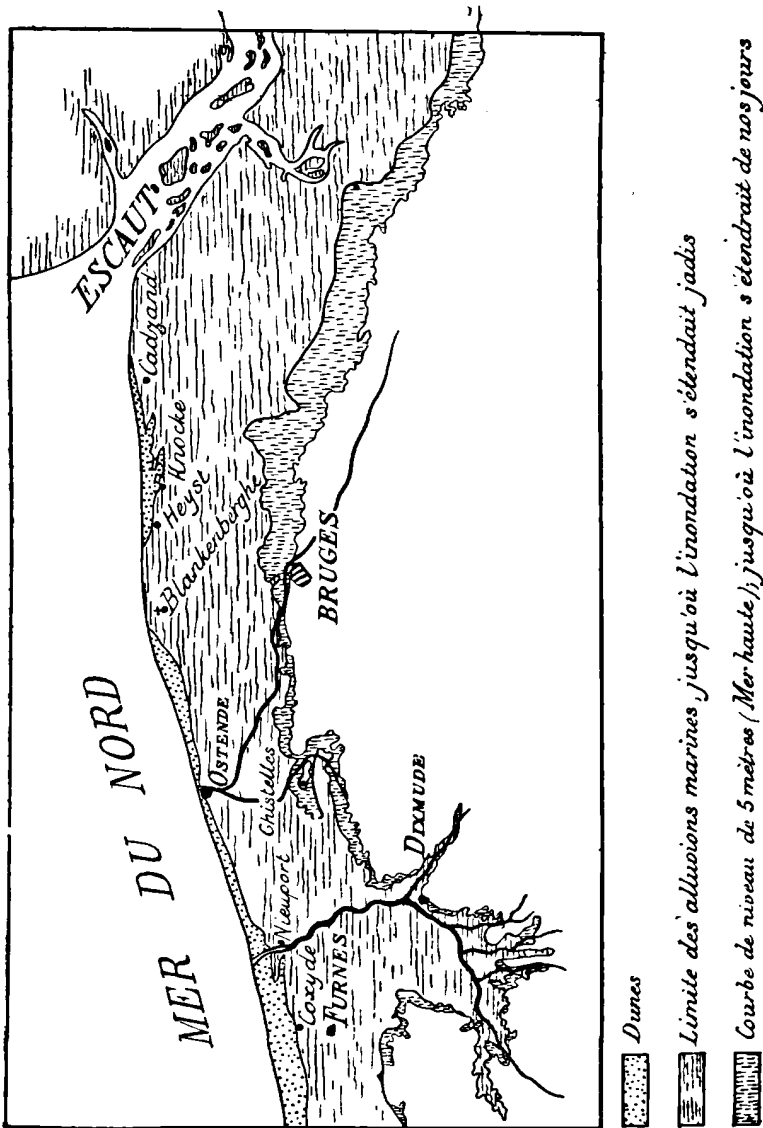 MER DU NORD
ESCAUT
Cadzand
Knocke
Heyst
Blankenberghe
BRUGES
OSTENDE
Ghistelles
Nieuport
DIXMUDE
Coxyde
FURNES
Dunes
Limite des alluvions marines, jusqu'où l'inondation s'étendait jadis
Courbe de niveau de 5 mètres (Mer haute); jusqu'où l'inondation s'étendrait de nos jours